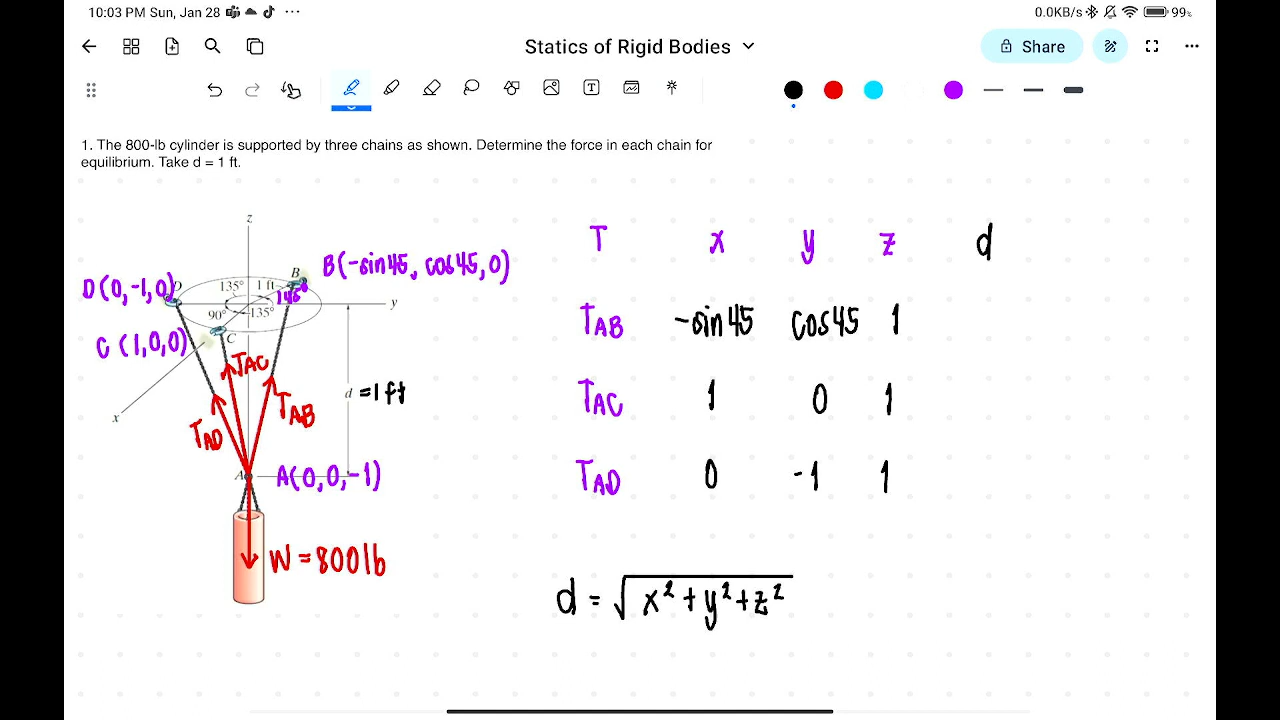 10:03 PM Sun, Jan 28 ...
0.0KB/s 99%
Statics of Rigid Bodies
Share
T
1. The 800-lb cylinder is supported by three chains as shown. Determine the force in each chain for
equilibrium. Take d = 1 ft.
z
B
B(-sin45, cos45, 0)
D(0, -1, 0)
D
135°
1 ft
45°
y
90°
135°
C (1, 0, 0)
C
TAC
d = 1 ft
x
TAD
TAB
A
A(0, 0, -1)
W = 800 lb
T x y z d
TAB -sin45 cos45 1
TAC 1 0 1
TAD 0 -1 1
d = √x²+y²+z²